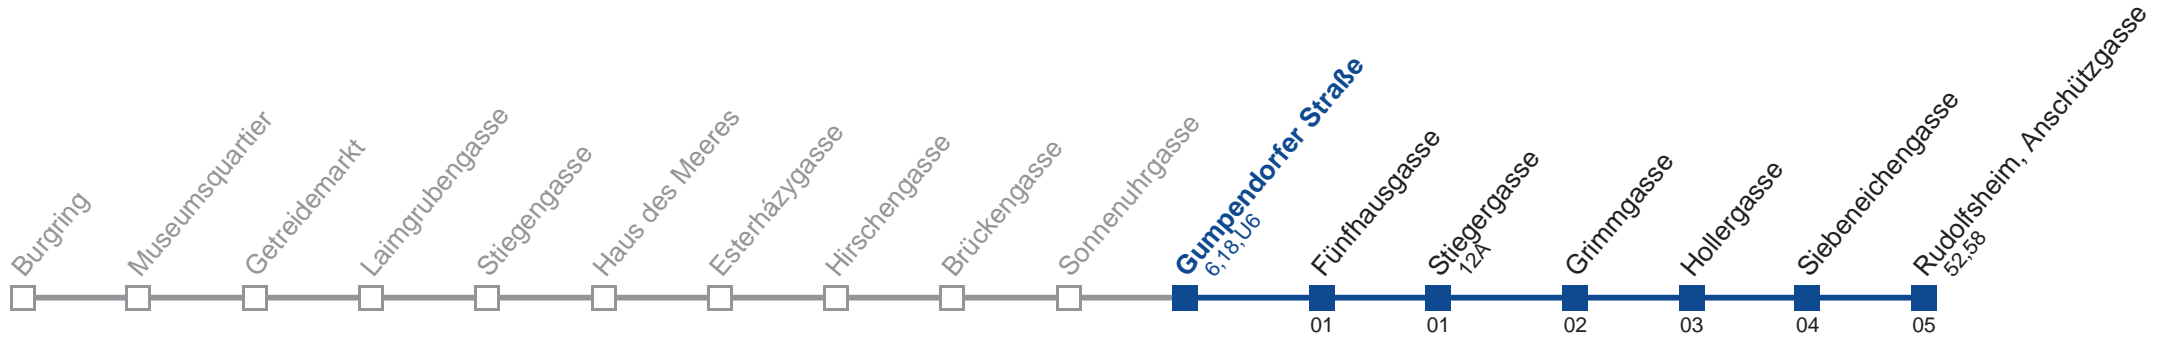 Burgring
Museumsquartier
Getreidemarkt
Laimgrubengasse
Stiegengasse
Haus des Meeres
Esterházygasse
Hirschengasse
Brückengasse
Sonnenuhrgasse
Gumpendorfer Straße
6,18,U6
Fünfhausgasse
01
Stiegergasse
12A
01
Grimmgasse
02
Hollergasse
03
Siebeneichengasse
04
Rudolfsheim, Anschützgasse
52,58
05